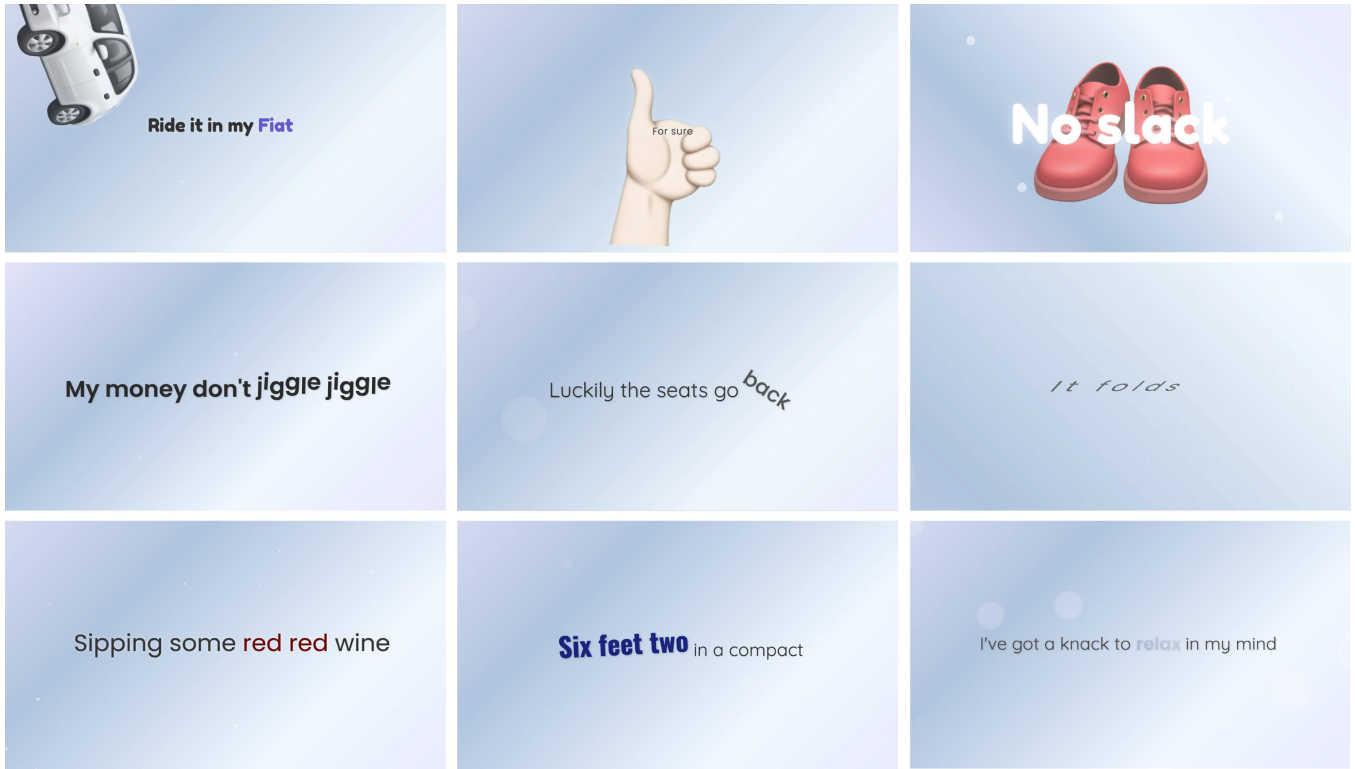 Ride it in my Fiat
For sure
No slack
My money don't jiggle jiggle
Luckily the seats go back
It folds
Sipping some red red wine
Six feet two in a compact
I've got a knack to relax in my mind